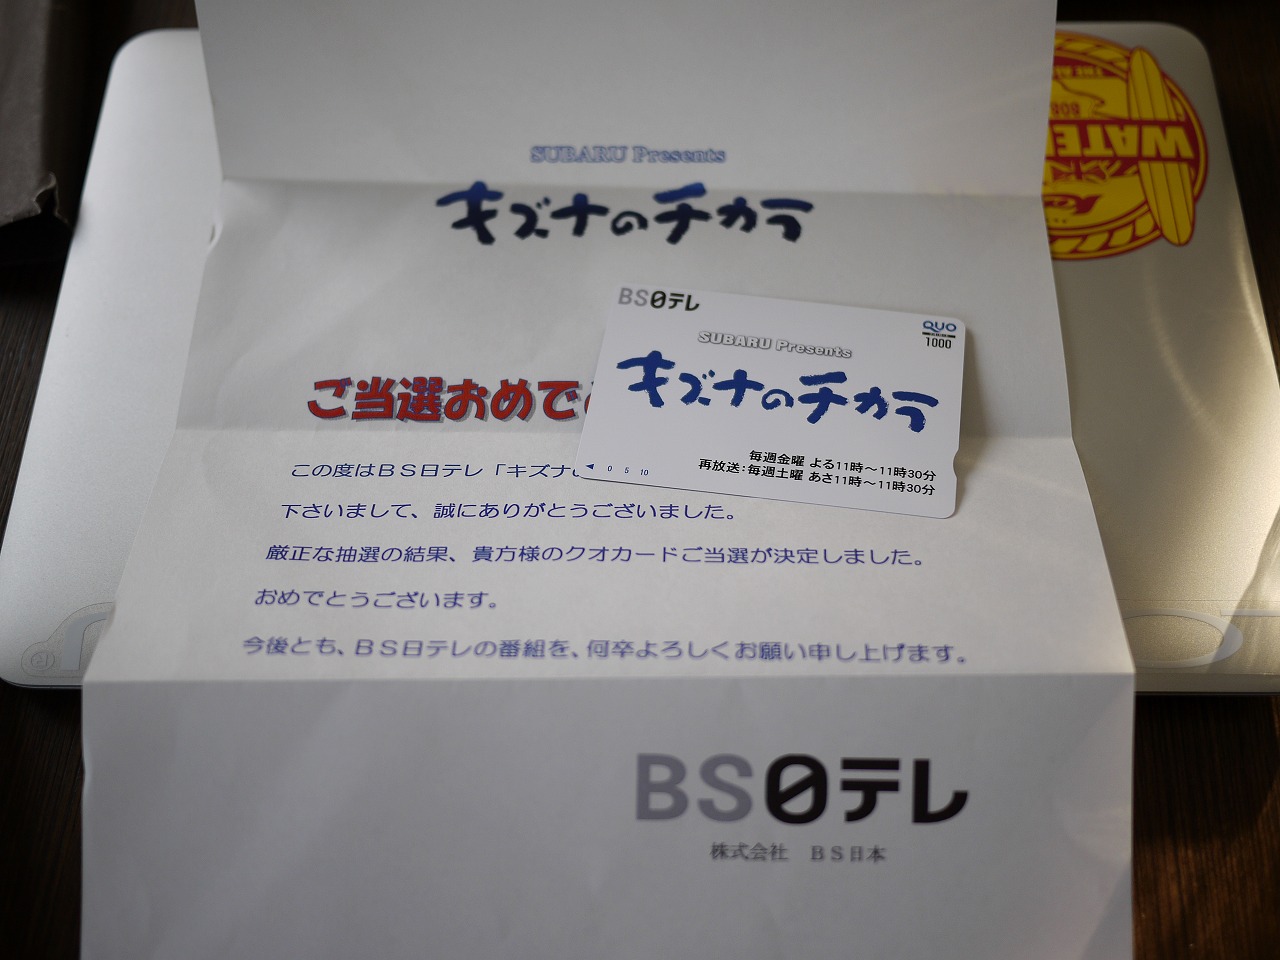 SUBARU Presents
キズナのチカラ
ご当選おめで
BS日テレ
QUO
1000
SUBARU Presents
キズナのチカラ
毎週金曜 よる11時〜11時30分
再放送:毎週土曜 あさ11時〜11時30分
0 5 10
この度はBS日テレ「キズナ
下さいまして、誠にありがとうございました。
厳正な抽選の結果、貴方様のクオカードご当選が決定しました。
おめでとうございます。
今後とも、BS日テレの番組を、何卒よろしくお願い申し上げます。
BS日テレ
株式会社 BS日本
WATE